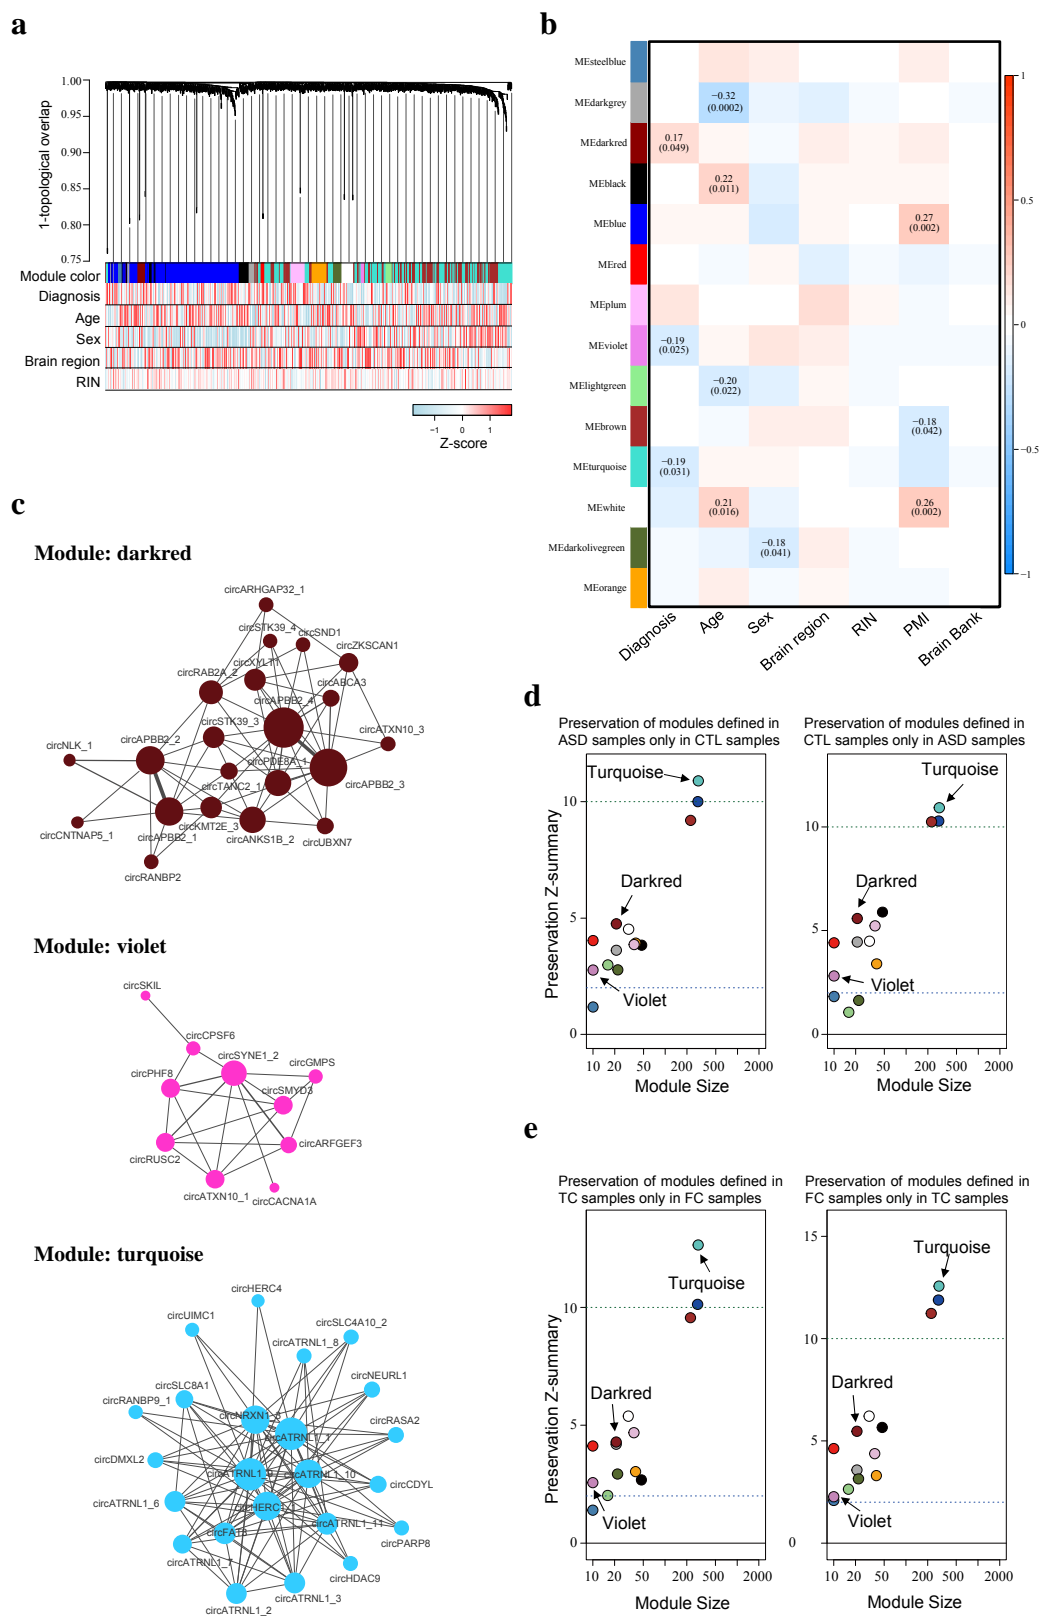 a
1.00
0.95
0.90
0.85
0.80
0.75
1-topological overlap
Module color
Diagnosis
Age
Sex
Brain region
RIN
−1 0 1
Z-score
b
MEsteelblue
MEdarkgrey
−0.32
(0.0002)
MEdarkred
0.17
(0.049)
MEblack
0.22
(0.011)
MEblue
0.27
(0.002)
MEred
MEplum
MEviolet
−0.19
(0.025)
MElightgreen
−0.20
(0.022)
MEbrown
−0.18
(0.042)
MEturquoise
−0.19
(0.031)
MEwhite
0.21
(0.016)
0.26
(0.002)
MEdarkolivegreen
−0.18
(0.041)
MEorange
Diagnosis
Age
Sex
Brain region
RIN
PMI
Brain Bank
1
0.5
0
−0.5
−1
c
Module: darkred
circARHGAP32_1
circSTK39_4
circSND1
circXYLT1
circZKSCAN1
circRAB2A_2
circABCA3
circAPBB2_4
circSTK39_3
circATXN10_3
circAPBB2_2
circNLK_1
circPDE8A_1
circTANC2_1
circAPBB2_3
circKMT2E_3
circCNTNAP5_1
circAPBB2_1
circANKS1B_2
circUBXN7
circRANBP2
Module: violet
circSKIL
circCPSF6
circSYNE1_2
circGMPS
circPHF8
circSMYD3
circARFGEF3
circRUSC2
circATXN10_1
circCACNA1A
Module: turquoise
circHERC4
circUIMC1
circSLC4A10_2
circATRNL1_8
circNEURL1
circSLC8A1
circRANBP9_1
circRASA2
circATRNL1_1
circDMXL2
circATRNL1_10
circCDYL
circATRNL1_6
circATRNL1_11
circPARP8
circATRNL1_7
circHDAC9
circATRNL1_3
circATRNL1_2
d
Preservation of modules defined in
ASD samples only in CTL samples
Turquoise
10
Darkred
5
Violet
0
Preservation Z-summary
10 20 50 200 500 2000
Module Size
Preservation of modules defined in
CTL samples only in ASD samples
Turquoise
10
Darkred
5
Violet
0
10 20 50 200 500 2000
Module Size
e
Preservation of modules defined in
TC samples only in FC samples
Turquoise
10
Darkred
5
Violet
0
Preservation Z-summary
10 20 50 200 500 2000
Module Size
Preservation of modules defined in
FC samples only in TC samples
15
Turquoise
10
Darkred
5
Violet
0
10 20 50 200 500 2000
Module Size